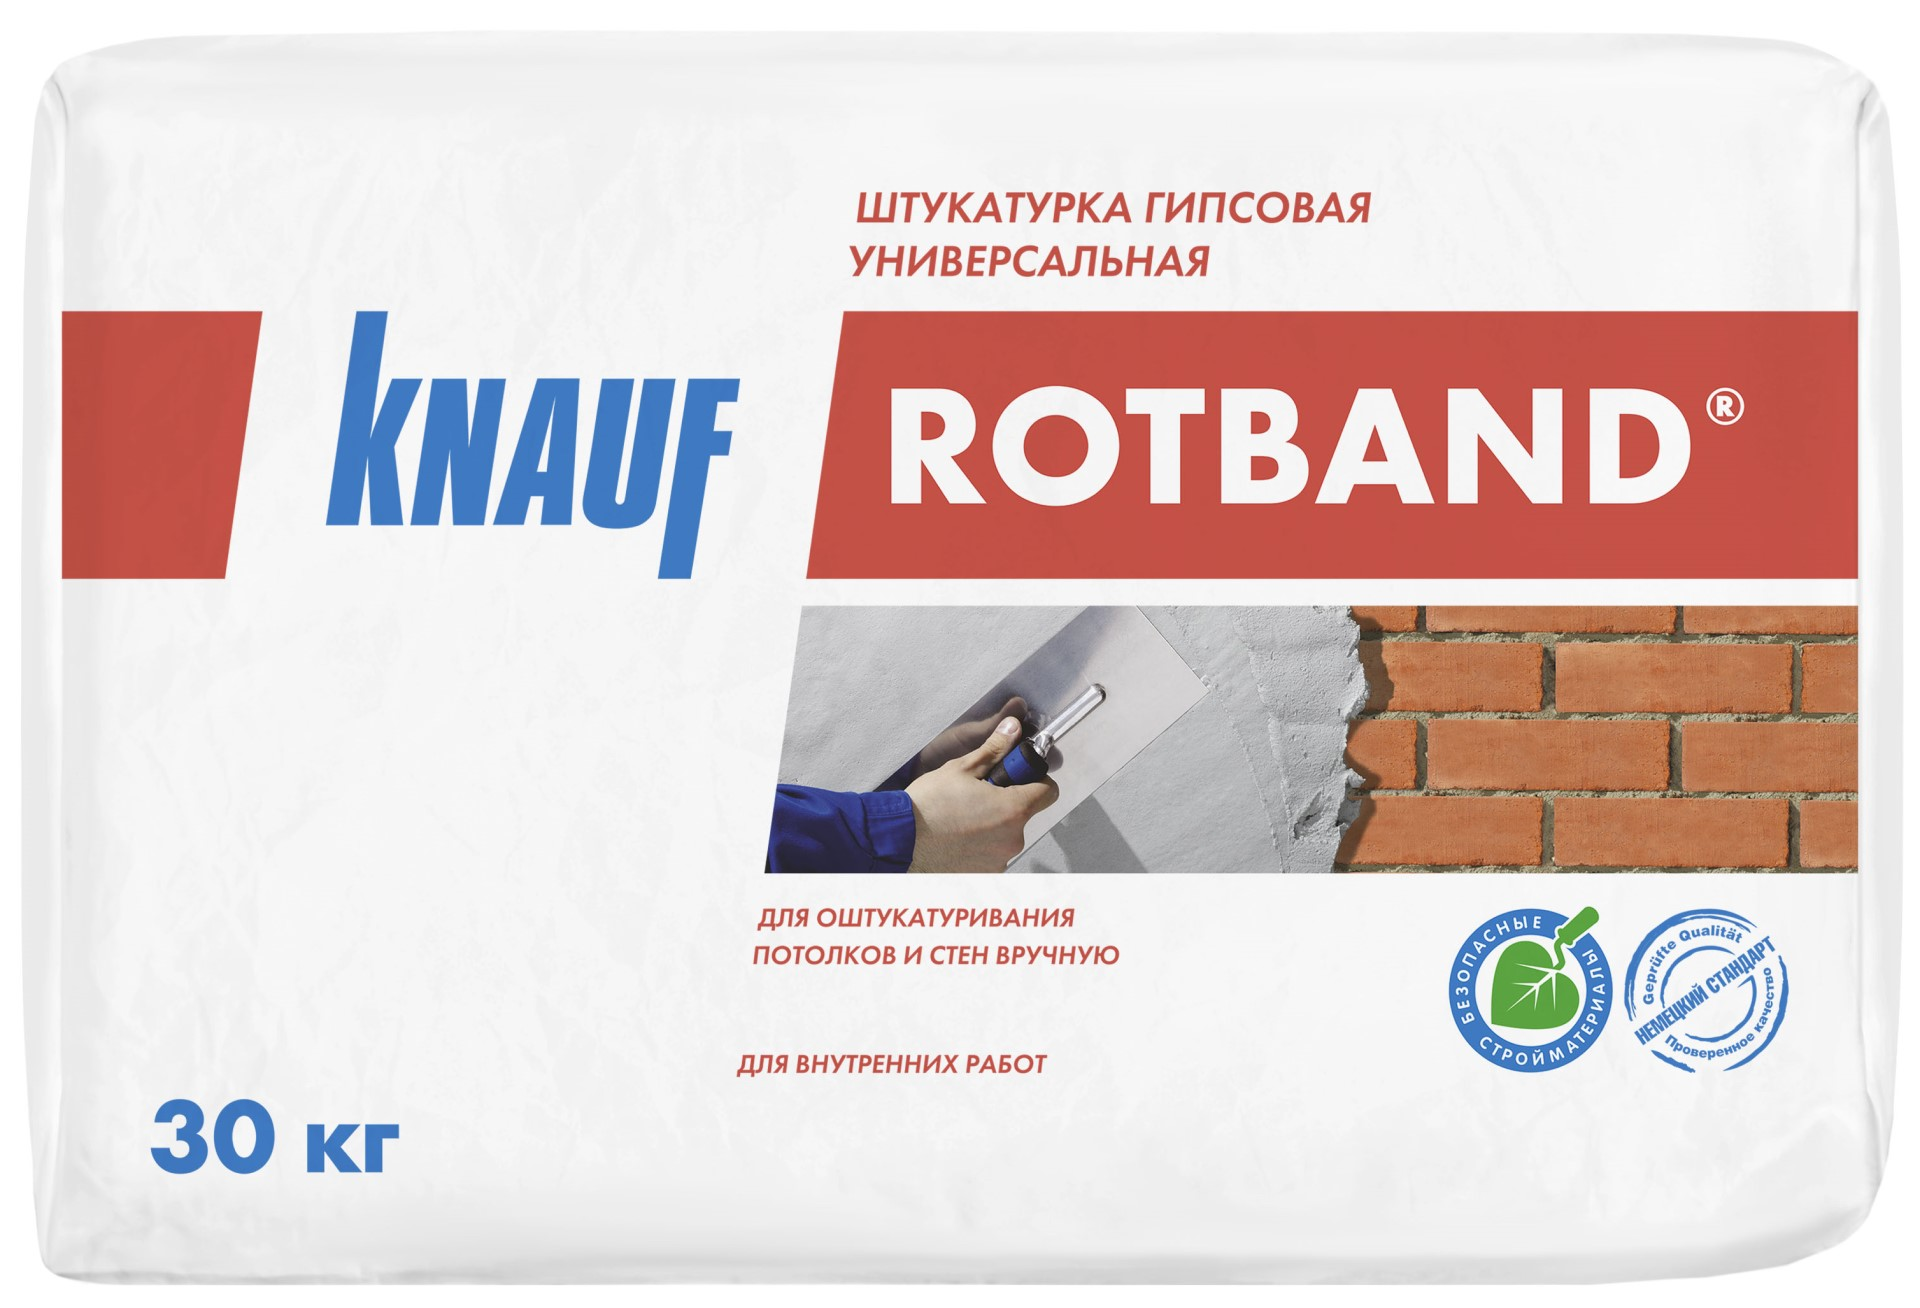 ШТУКАТУРКА ГИПСОВАЯ
УНИВЕРСАЛЬНАЯ
KNAUF
ROTBAND®
ДЛЯ ОШТУКАТУРИВАНИЯ
ПОТОЛКОВ И СТЕН ВРУЧНУЮ
ДЛЯ ВНУТРЕННИХ РАБОТ
БЕЗОПАСНЫЕ
СТРОЙМАТЕРИАЛЫ
Geprüfte Qualität
НЕМЕЦКИЙ СТАНДАРТ
Проверенное качество
30 кг